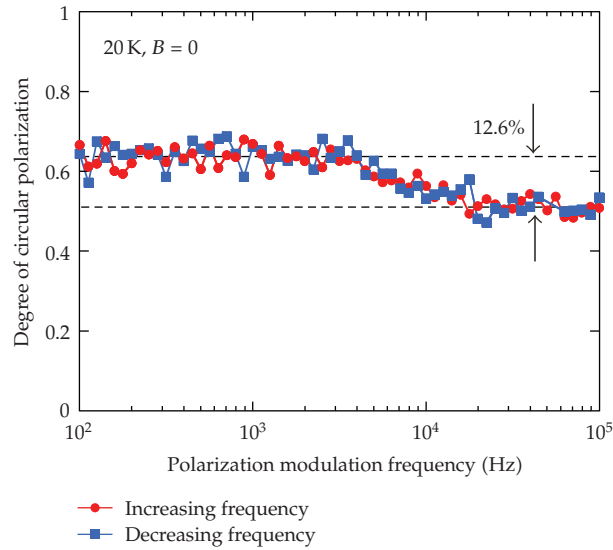 1
0.8
0.6
0.4
0.2
0
20 K, B = 0
12.6%
Degree of circular polarization
10² 10³ 10⁴ 10⁵
Polarization modulation frequency (Hz)
Increasing frequency
Decreasing frequency